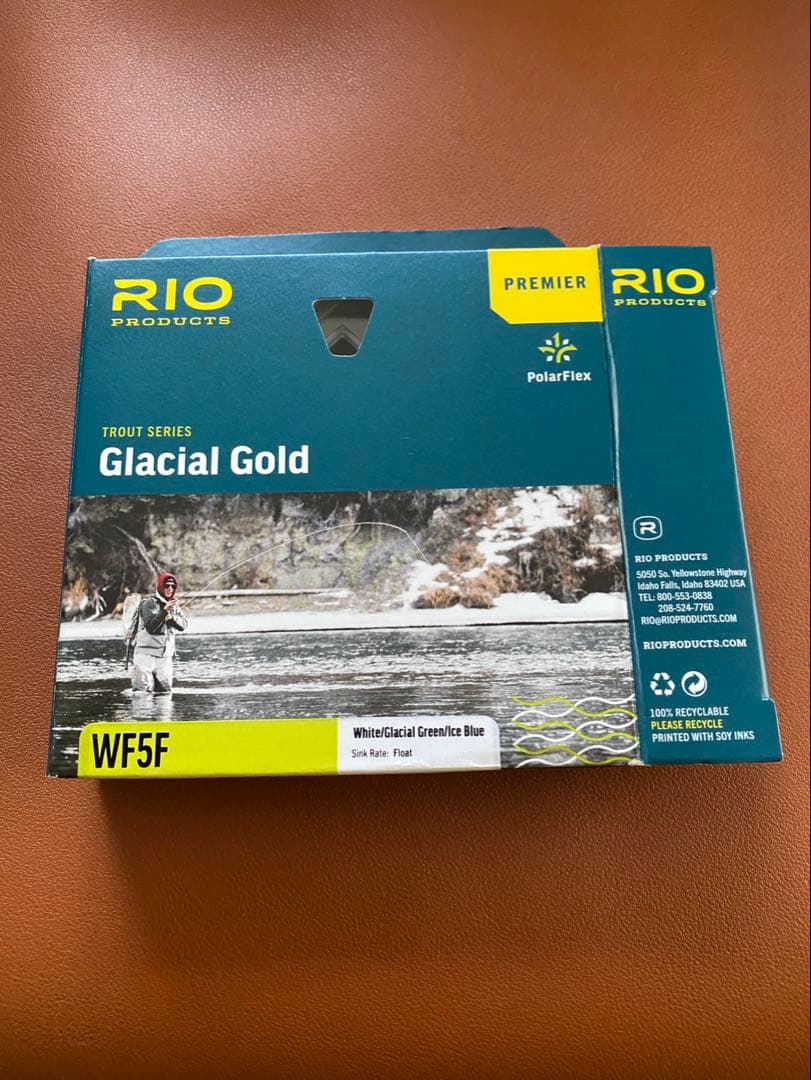 RIO
PRODUCTS
PREMIER
PolarFlex
TROUT SERIES
Glacial Gold
WF5F
White/Glacial Green/Ice Blue
Sink Rate: Float
RIO
PRODUCTS
R
RIO PRODUCTS
5050 So. Yellowstone Highway
Idaho Falls, Idaho 83402 USA
TEL: 800-553-0838
208-524-7760
RIO@RIOPRODUCTS.COM
RIOPRODUCTS.COM
100% RECYCLABLE
PLEASE RECYCLE
PRINTED WITH SOY INKS